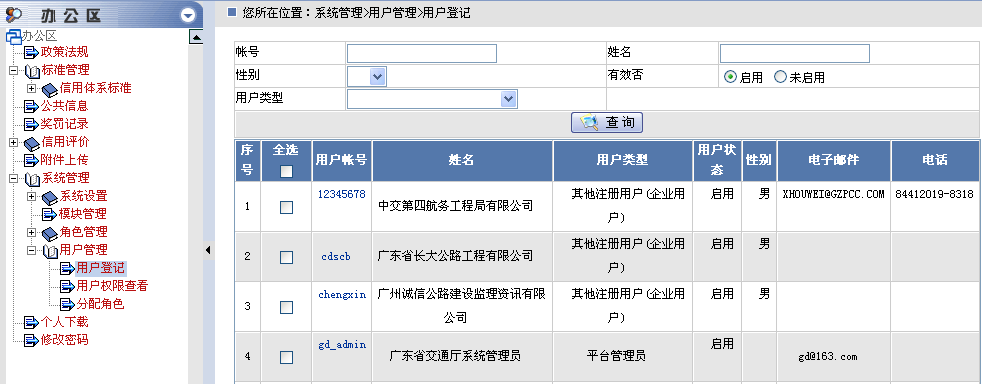 办公区
您所在位置：系统管理>用户管理>用户登记
办公区
政策法规
标准管理
信用体系标准
公共信息
奖罚记录
信用评价
附件上传
系统管理
系统设置
模块管理
角色管理
用户管理
用户登记
用户权限查看
分配角色
个人下载
修改密码
帐号 姓名
性别 有效否 启用 未启用
用户类型
查询
序号 全选 用户帐号 姓名 用户类型 用户状态 性别 电子邮件 电话
1 12345678 中交第四航务工程局有限公司 其他注册用户(企业用户) 启用 男 XHOUWEI@GZPCC.COM 84412019-8318
2 cdscb 广东省长大公路工程有限公司 其他注册用户(企业用户) 启用 男
3 chengxin 广州诚信公路建设监理资讯有限公司 其他注册用户(企业用户) 启用 男
4 gd_admin 广东省交通厅系统管理员 平台管理员 启用 gd@163.com